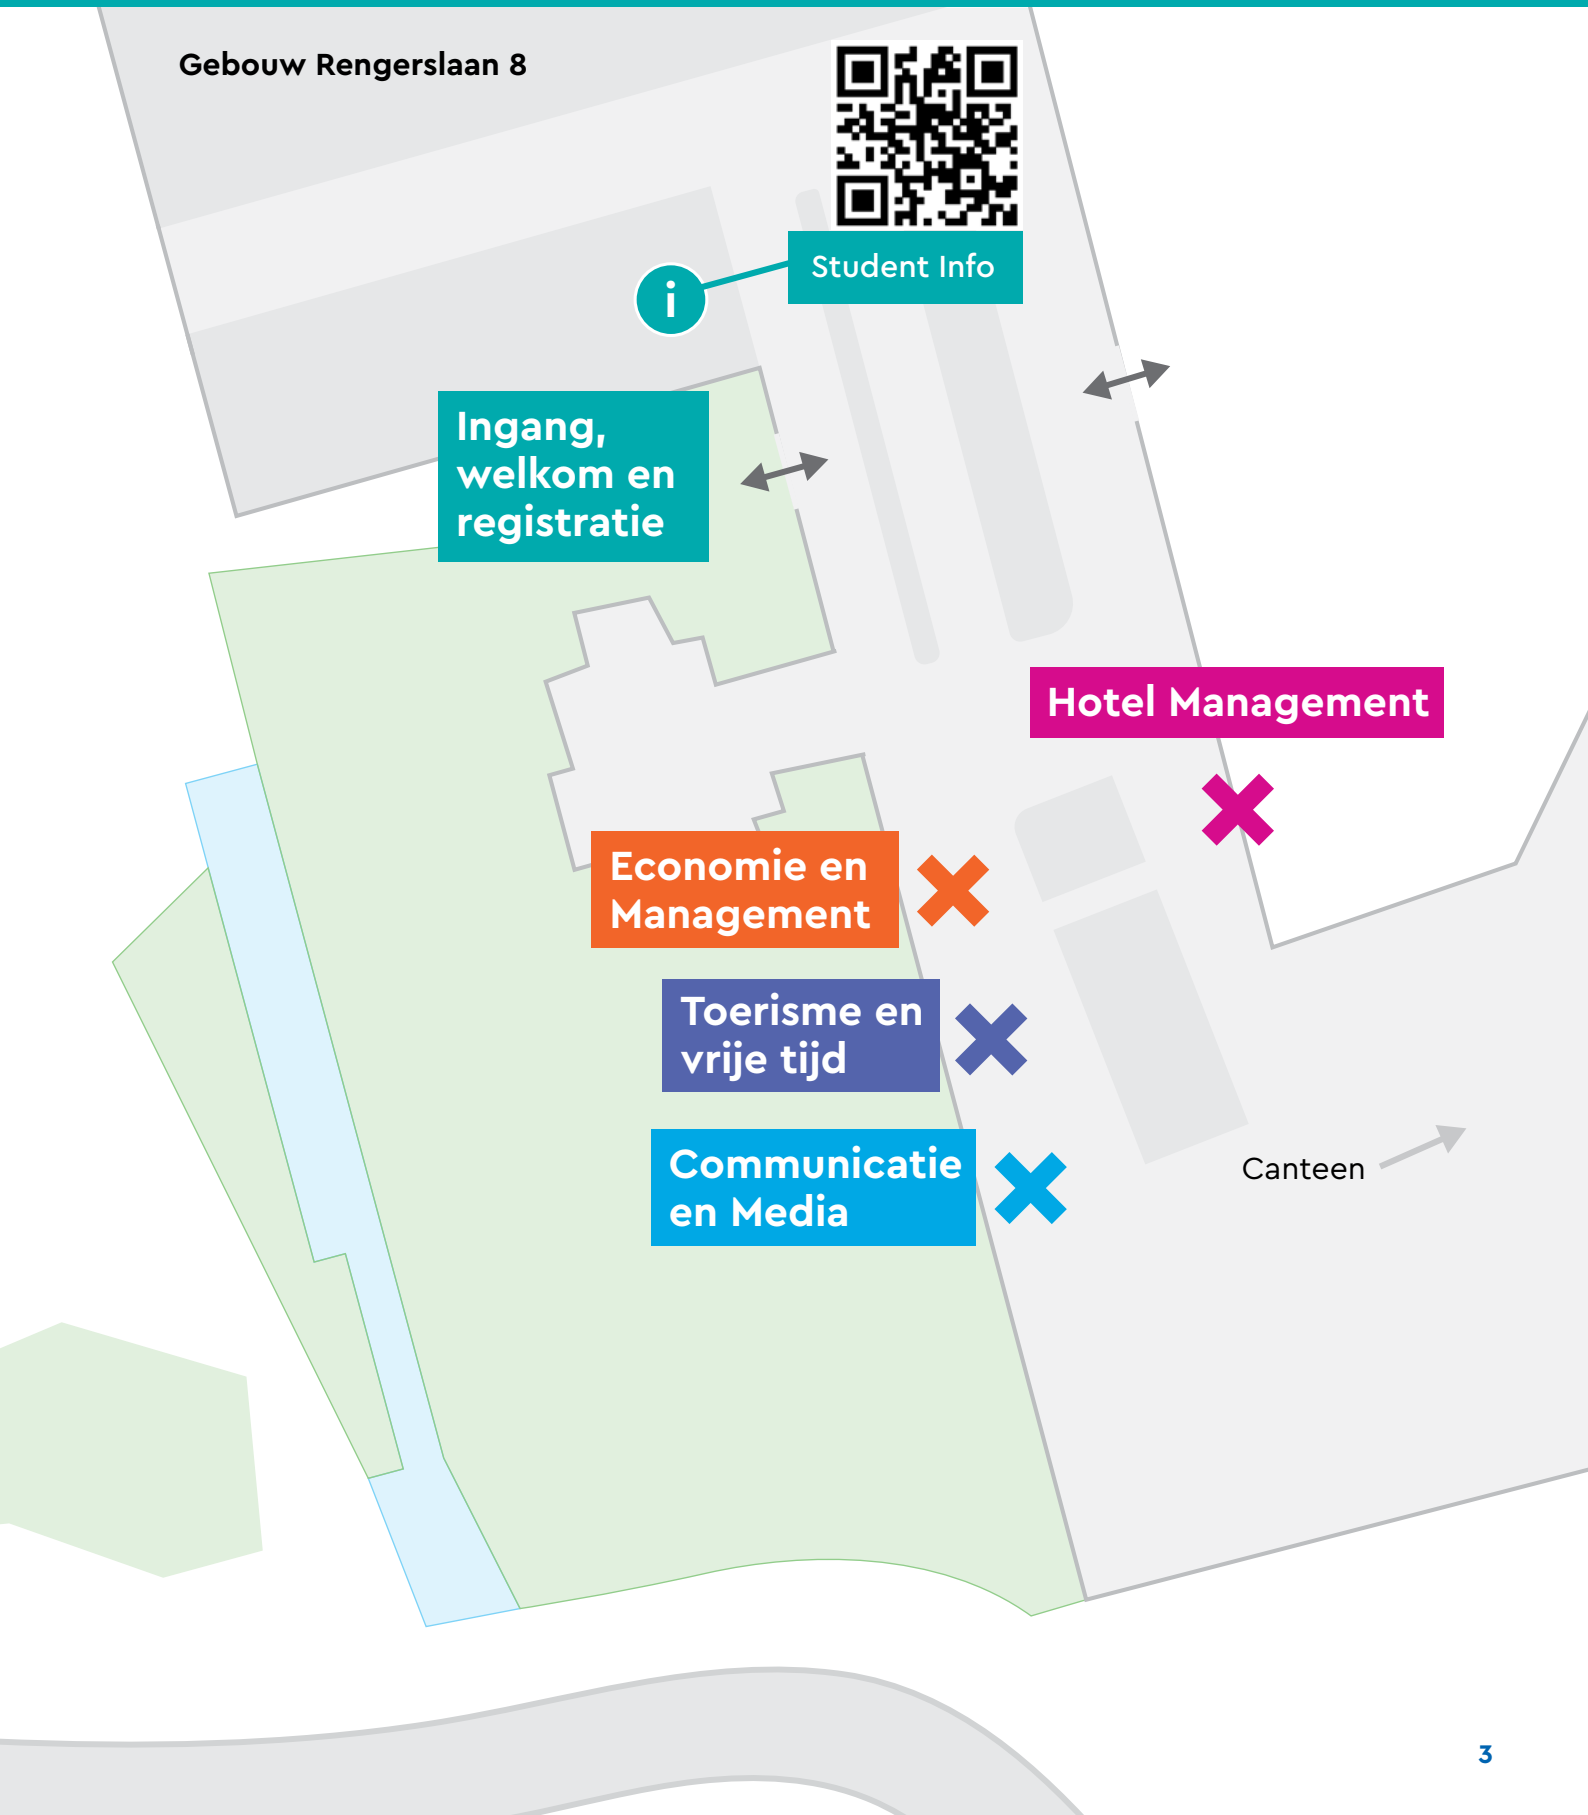 Gebouw Rengerslaan 8
Student Info
i
Ingang,
welkom en
registratie
Hotel Management
Economie en
Management
Toerisme en
vrije tijd
Communicatie
en Media
Canteen
3